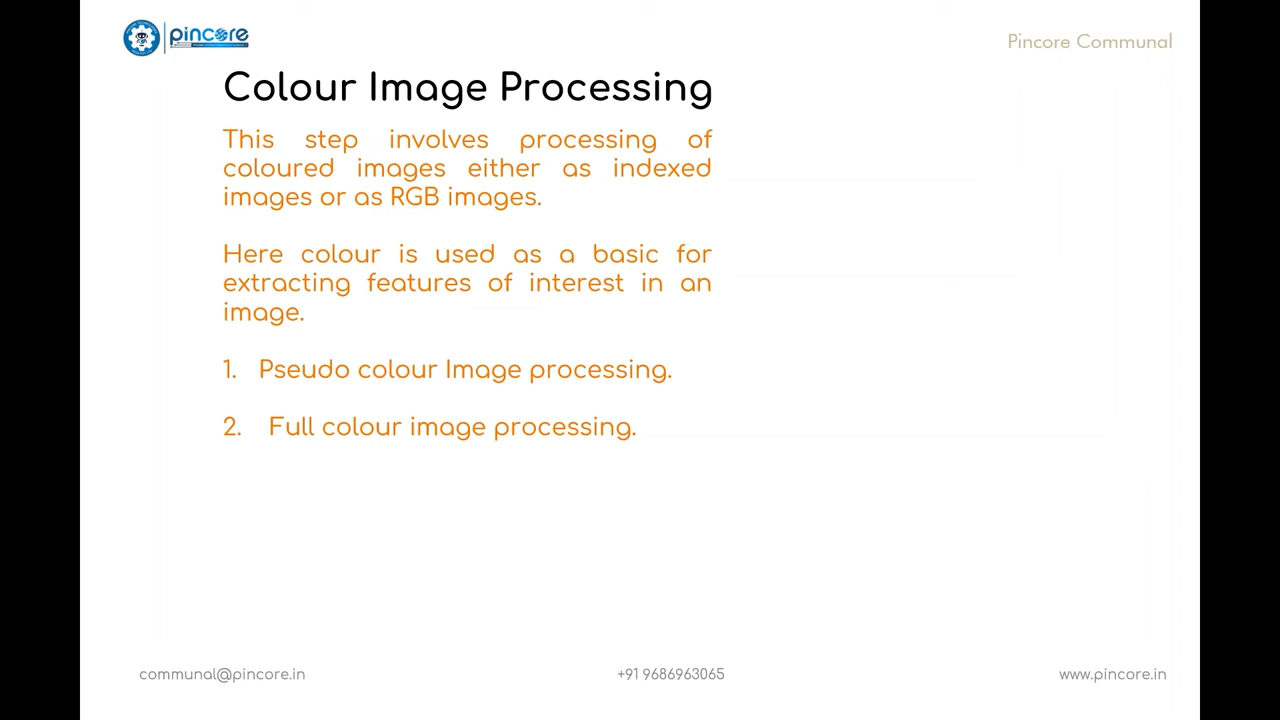 pincore
Pincore Communal
Colour Image Processing
This step involves processing of
coloured images either as indexed
images or as RGB images.
Here colour is used as a basic for
extracting features of interest in an
image.
1. Pseudo colour Image processing.
2. Full colour image processing.
communal@pincore.in
+91 9686963065
www.pincore.in